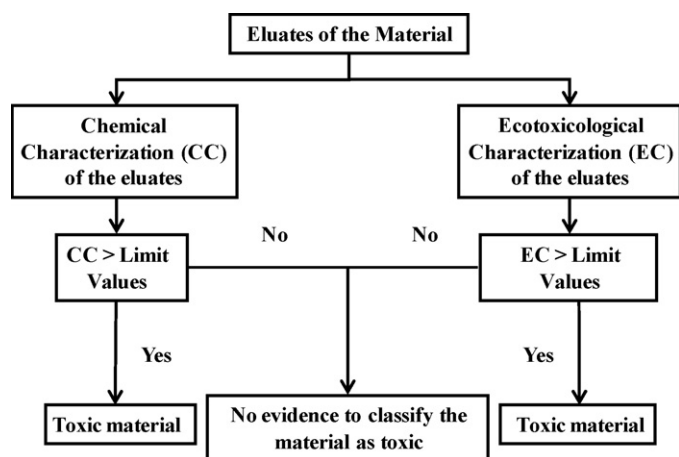 Eluates of the Material
Chemical
Characterization (CC)
of the eluates
Ecotoxicological
Characterization (EC)
of the eluates
No
No
CC > Limit
Values
EC > Limit
Values
Yes
Yes
Toxic material
No evidence to classify the
material as toxic
Toxic material